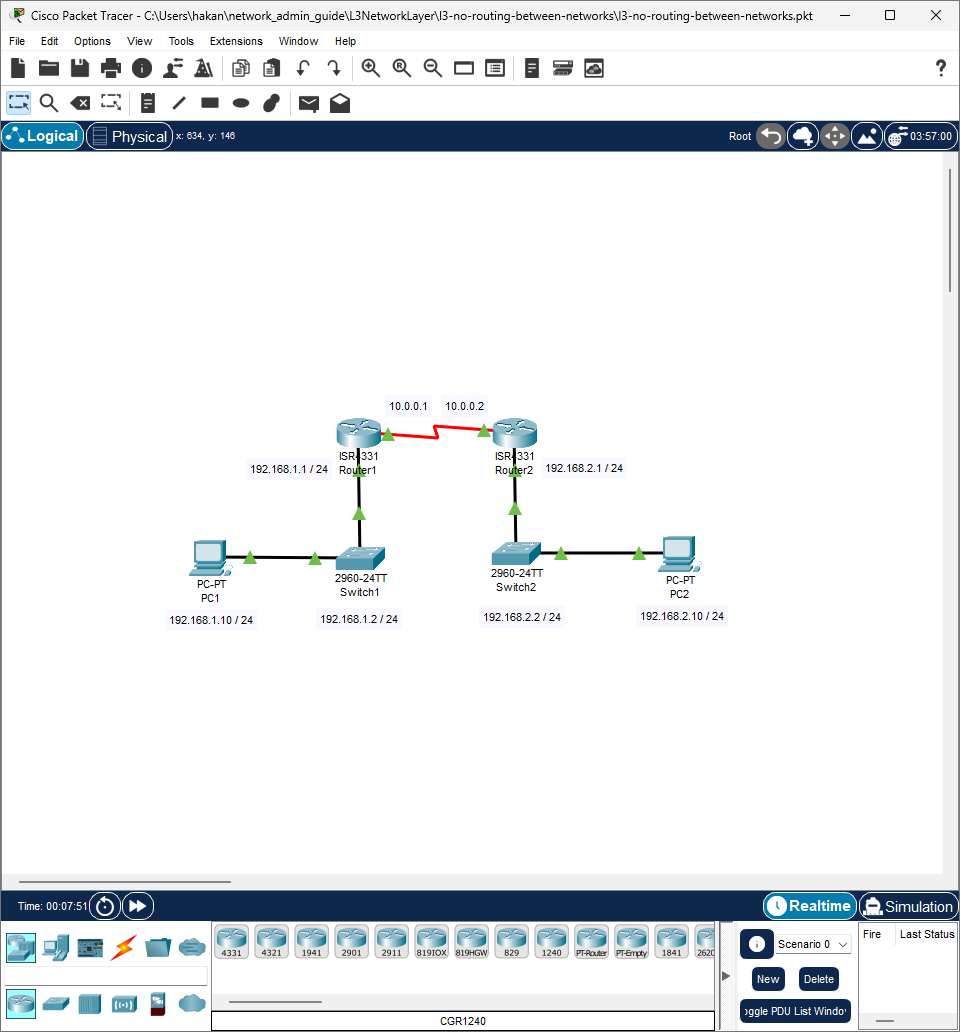 Cisco Packet Tracer - C:\Users\hakan\network_admin_guide\L3NetworkLayer\l3-no-routing-between-networks\l3-no-routing-between-networks.pkt
File Edit Options View Tools Extensions Window Help
Logical Physical x: 634, y: 146 Root 03:57:00
10.0.0.1 10.0.0.2
ISR4331
Router1
ISR4331
Router2
192.168.1.1 / 24
192.168.2.1 / 24
PC-PT
PC1
2960-24TT
Switch1
2960-24TT
Switch2
PC-PT
PC2
192.168.1.10 / 24
192.168.1.2 / 24
192.168.2.2 / 24
192.168.2.10 / 24
Time: 00:07:51 Realtime Simulation
4331 4321 1941 2901 2911 819IOX 819HGW 829 1240 PT-Router PT-Empty 1841 2620
CGR1240
Scenario 0
New Delete
oggle PDU List Windo
Fire Last Status